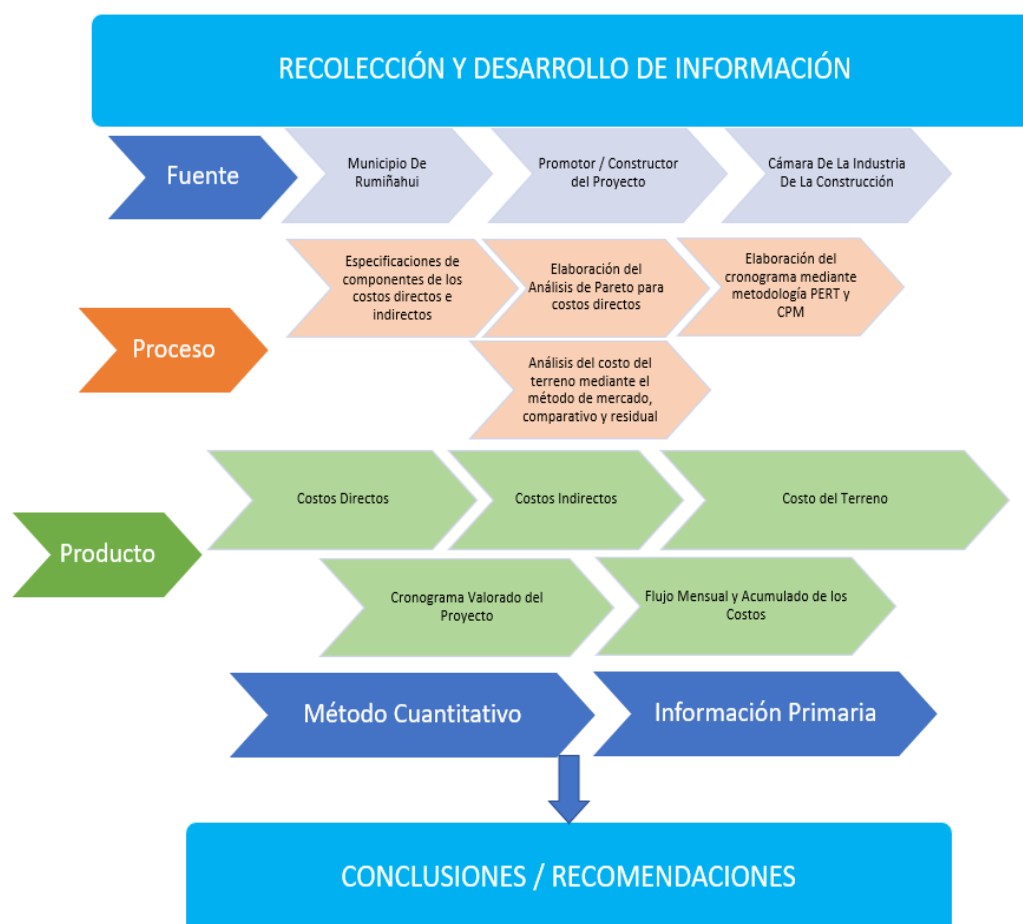 RECOLECCIÓN Y DESARROLLO DE INFORMACIÓN
Fuente
Municipio De
Rumiñahui
Promotor / Constructor
del Proyecto
Cámara De La Industria
De La Construcción
Proceso
Especificaciones de
componentes de los
costos directos e
indirectos
Elaboración del
Análisis de Pareto para
costos directos
Elaboración del
cronograma mediante
metodología PERT y
CPM
Análisis del costo del
terreno mediante el
método de mercado,
comparativo y residual
Producto
Costos Directos
Costos Indirectos
Costo del Terreno
Cronograma Valorado del
Proyecto
Flujo Mensual y Acumulado de los
Costos
Método Cuantitativo
Información Primaria
CONCLUSIONES / RECOMENDACIONES